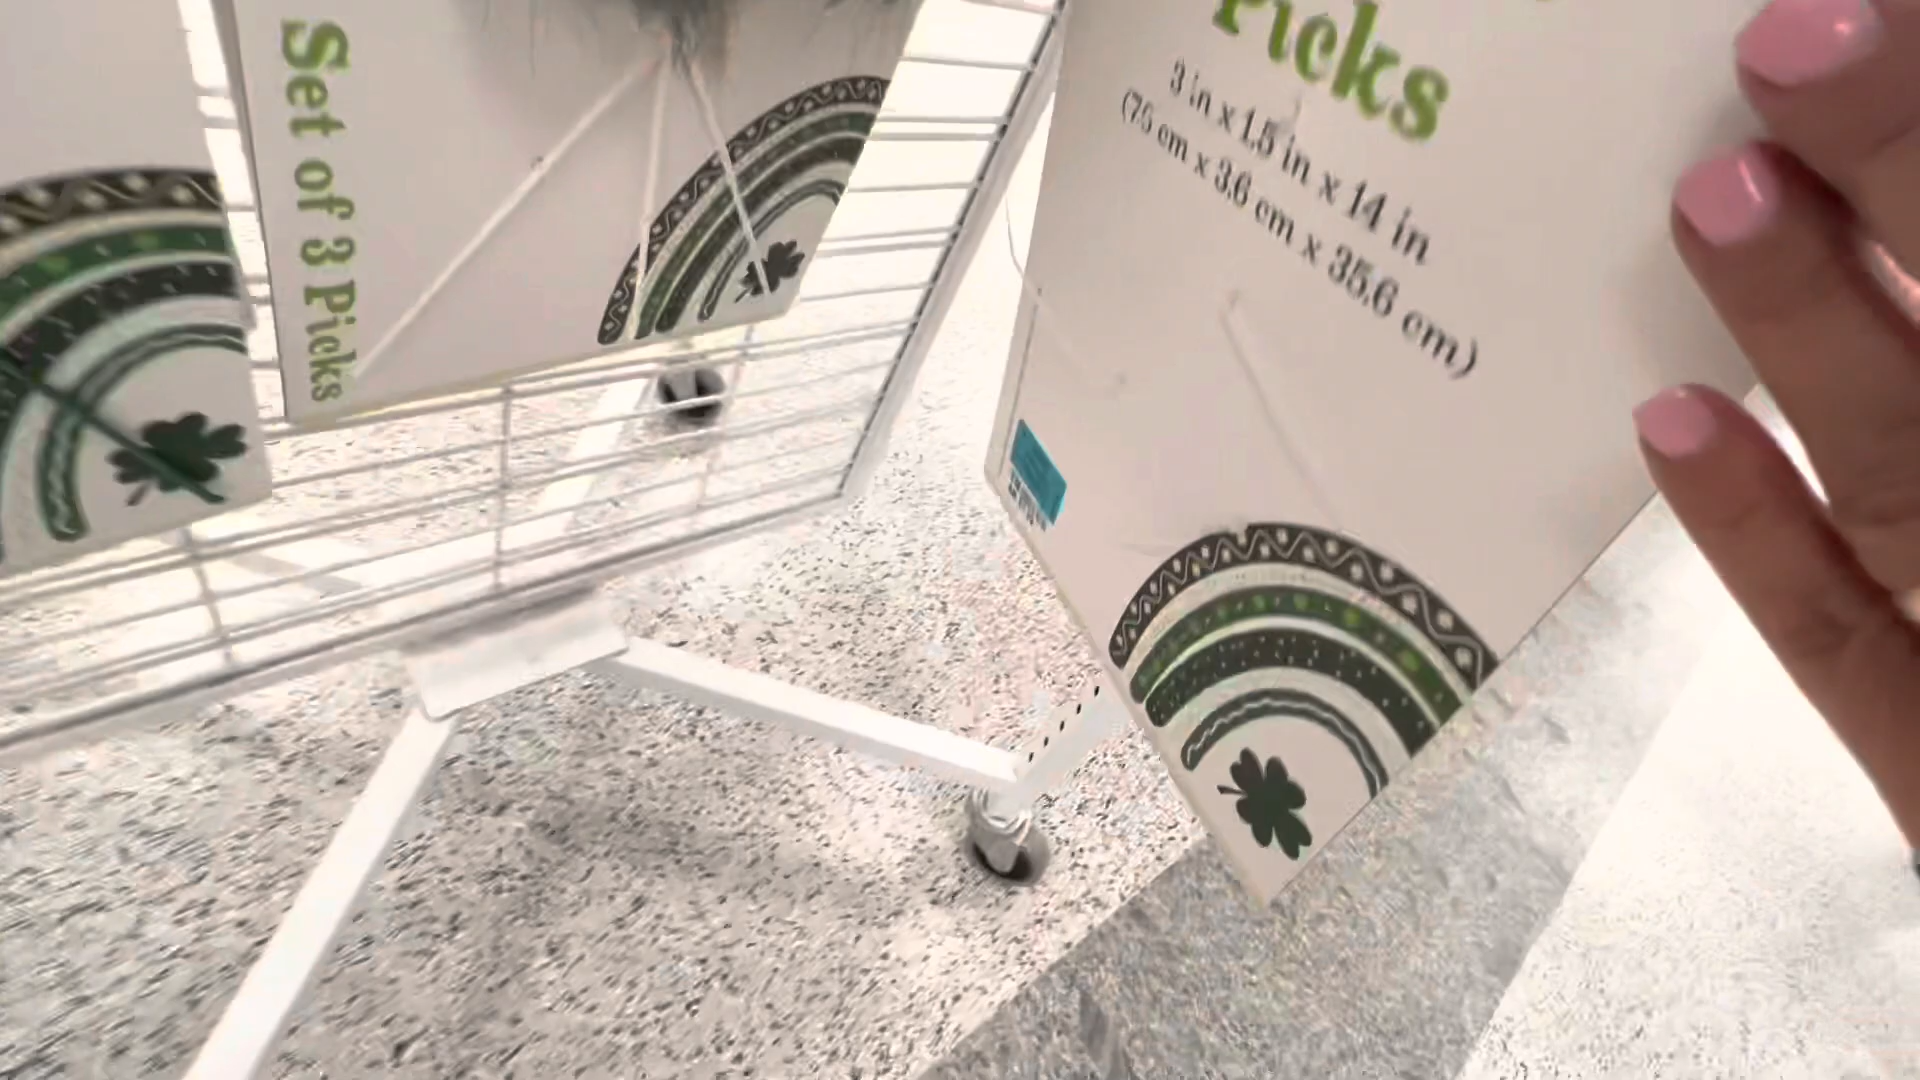 Set of 3 Picks
Picks
3 in x 1.5 in x 14 in
(7.5 cm x 3.6 cm x 35.6 cm)